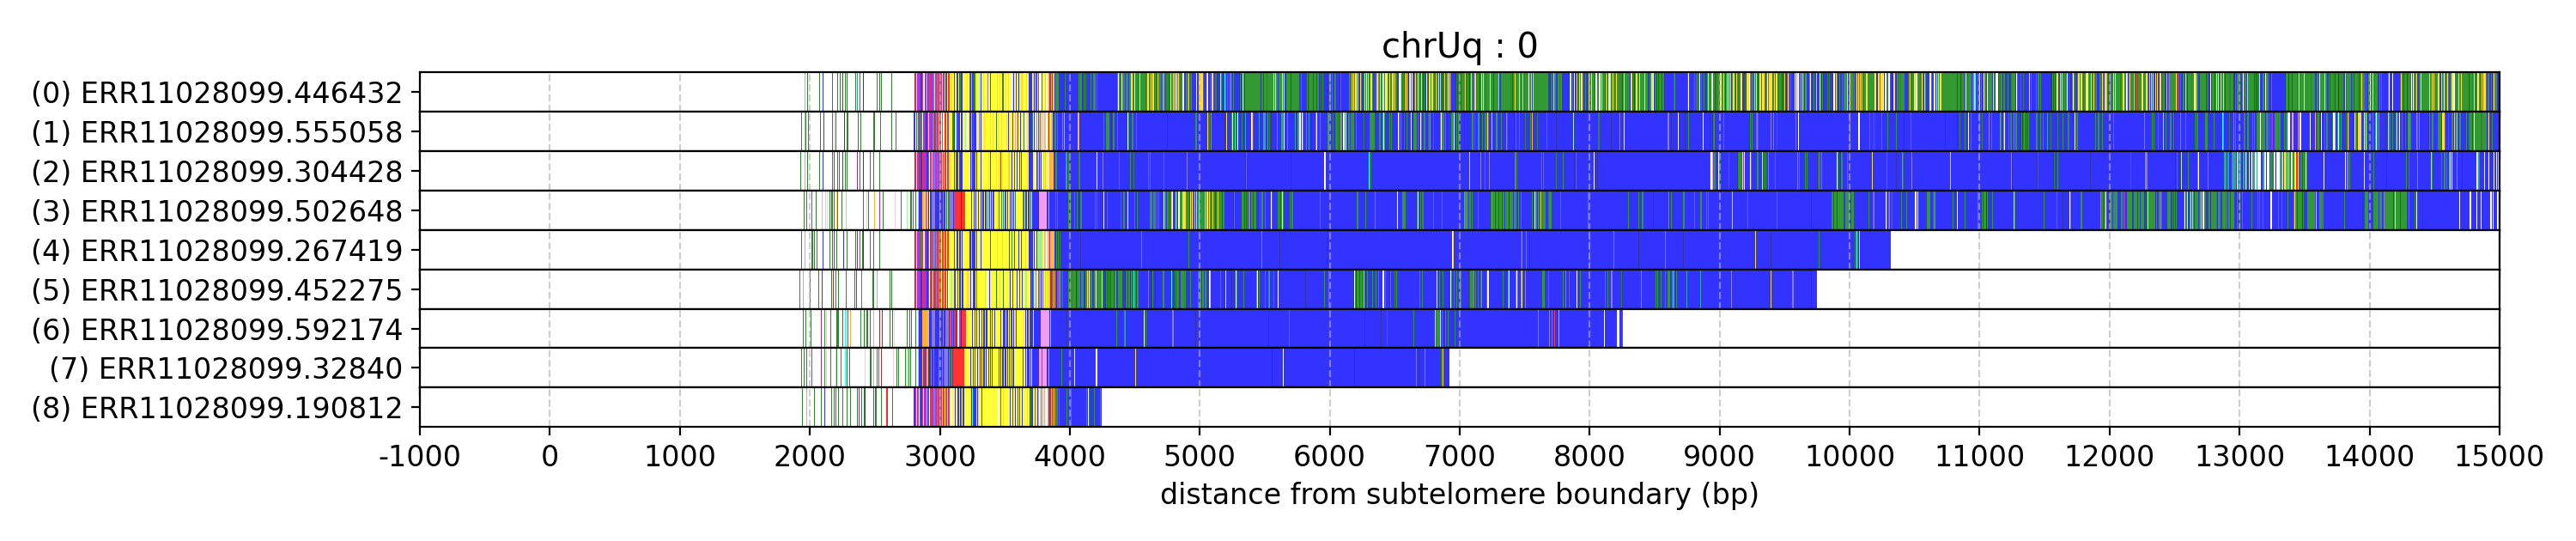 chrUq : 0
(0) ERR11028099.446432
(1) ERR11028099.555058
(2) ERR11028099.304428
(3) ERR11028099.502648
(4) ERR11028099.267419
(5) ERR11028099.452275
(6) ERR11028099.592174
(7) ERR11028099.32840
(8) ERR11028099.190812
-1000 0 1000 2000 3000 4000 5000 6000 7000 8000 9000 10000 11000 12000 13000 14000 15000
distance from subtelomere boundary (bp)